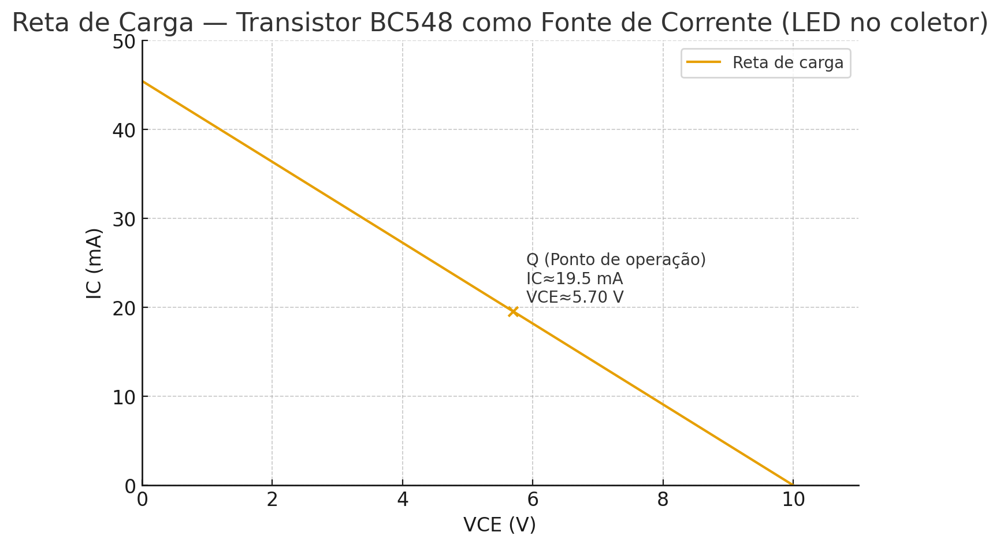 Reta de Carga — Transistor BC548 como Fonte de Corrente (LED no coletor)
50
40
30
20
10
0
IC (mA)
Reta de carga
Q (Ponto de operação)
IC≈19.5 mA
VCE≈5.70 V
0 2 4 6 8 10
VCE (V)